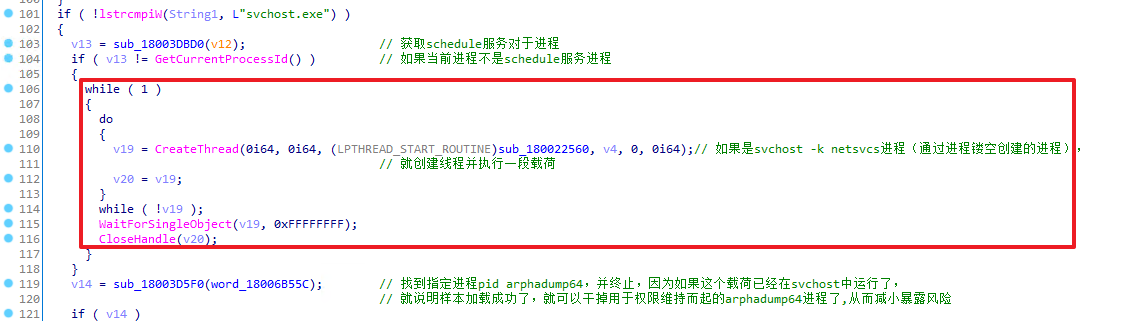 101 if ( !lstrcmpiW(String1, L"svchost.exe") )
102 {
103 v13 = sub_18003DBD0(v12); // 获取schedule服务对于进程
104 if ( v13 != GetCurrentProcessId() ) // 如果当前进程不是schedule服务进程
105 {
106 while ( 1 )
107 {
108 do
109 {
110 v19 = CreateThread(0i64, 0i64, (LPTHREAD_START_ROUTINE)sub_180022560, v4, 0, 0i64);// 如果是svchost -k netsvcs进程（通过进程镂空创建的进程），
111 // 就创建线程并执行一段载荷
112 v20 = v19;
113 }
114 while ( !v19 );
115 WaitForSingleObject(v19, 0xFFFFFFFF);
116 CloseHandle(v20);
117 }
118 }
119 v14 = sub_18003D5F0(word_18006B55C); // 找到指定进程pid arphadump64，并终止，因为如果这个载荷已经在svchost中运行了，
120 // 就说明样本加载成功了，就可以干掉用于权限维持而起的arphadump64进程了,从而减小暴露风险
121 if ( v14 )